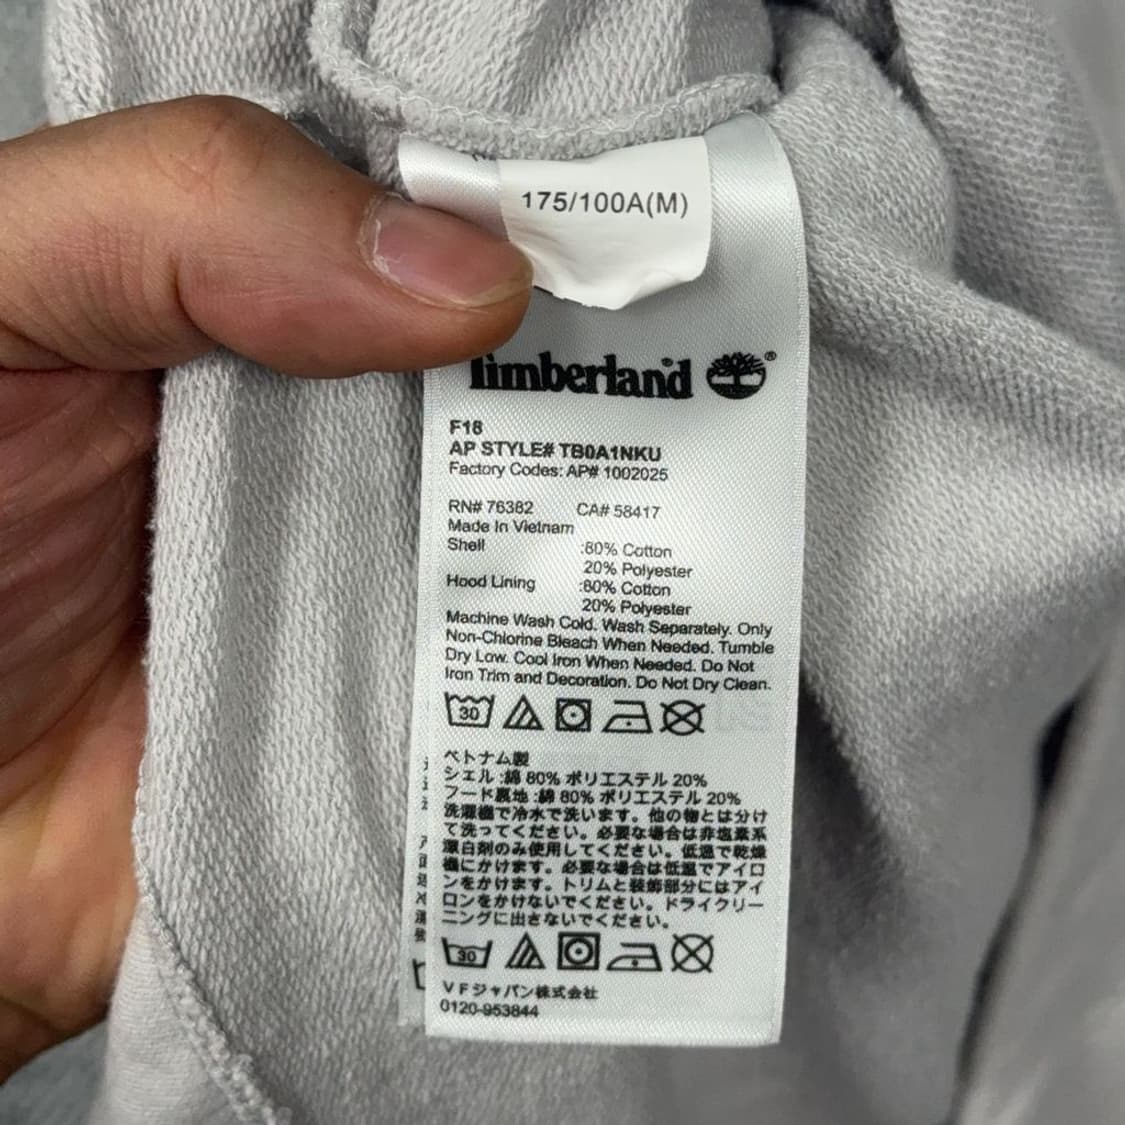 175/100A(M)
Timberland ®
F18
AP STYLE# TB0A1NKU
Factory Codes: AP# 1002025
RN# 76382 CA# 58417
Made In Vietnam
Shell :80% Cotton
20% Polyester
Hood Lining :80% Cotton
20% Polyester
Machine Wash Cold. Wash Separately. Only
Non-Chlorine Bleach When Needed. Tumble
Dry Low. Cool Iron When Needed. Do Not
Iron Trim and Decoration. Do Not Dry Clean.
30
ベトナム製
シェル :綿 80% ポリエステル 20%
フード裏地 :綿 80% ポリエステル 20%
洗濯機で冷水で洗います。他の物とは分け
て洗ってください。必要な場合は非塩素系
漂白剤のみ使用してください。低温で乾燥
機にかけます。必要な場合は低温でアイロ
ンをかけます。トリムと装飾部分にはアイ
ロンをかけないでください。ドライクリー
ニングに出さないでください。
30
VFジャパン株式会社
0120-953844